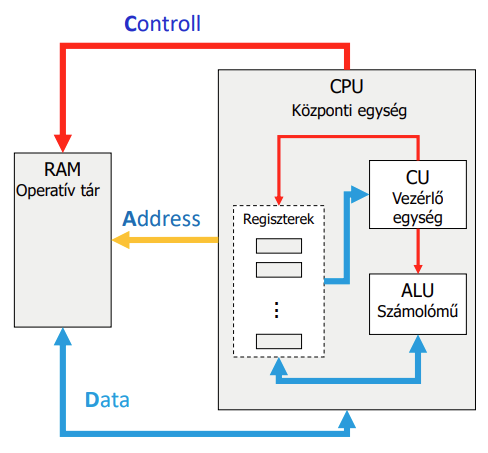 Controll
CPU
Központi egység
RAM
Operatív tár
CU
Vezérlő
egység
Address
Regiszterek
ALU
Számolómű
Data